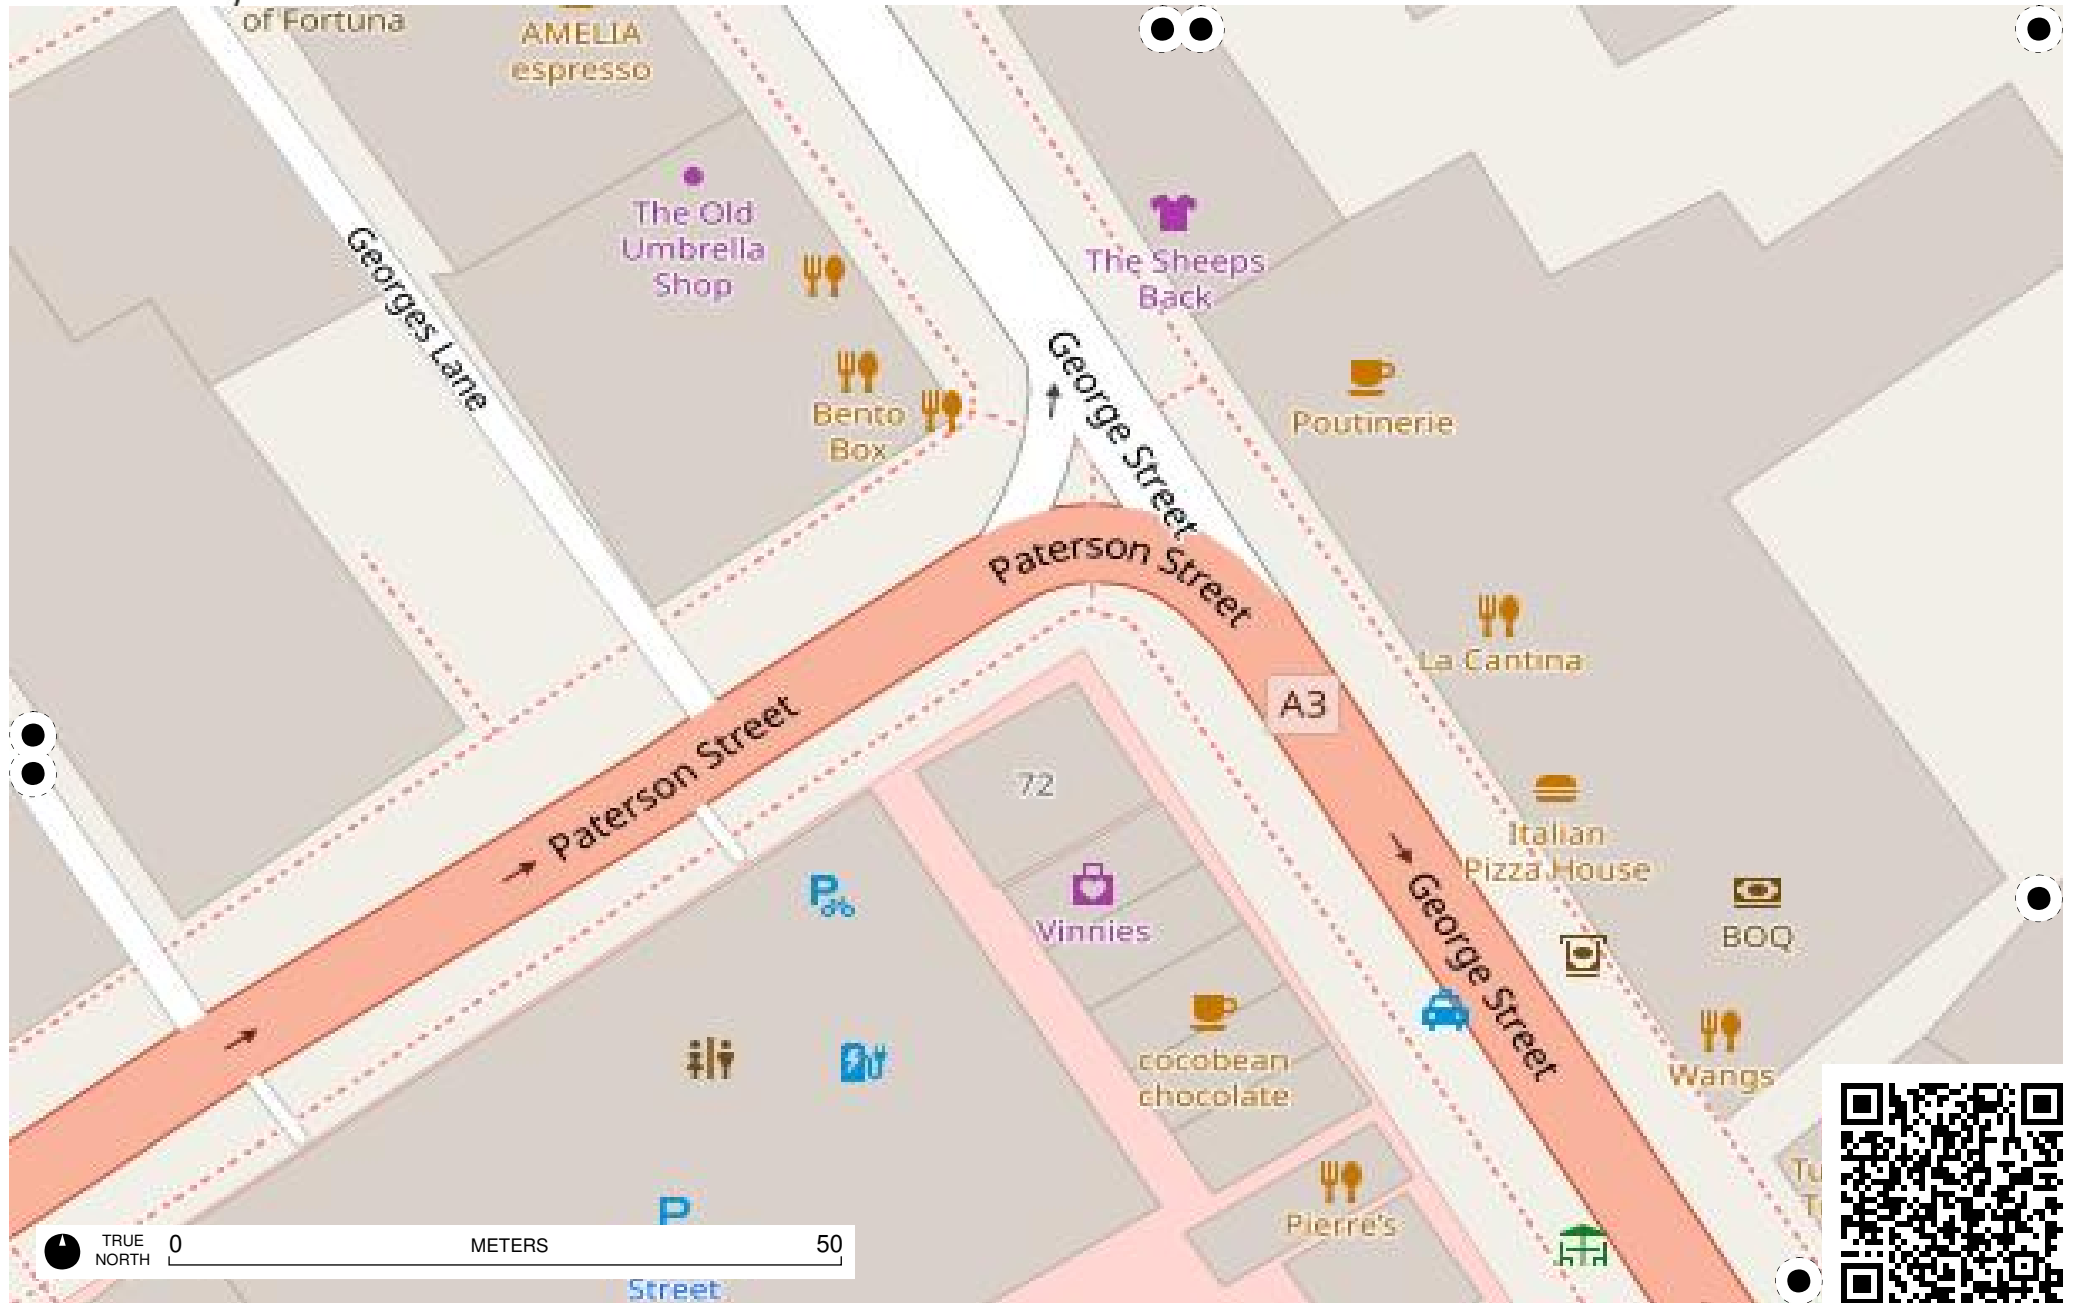 of Fortuna
AMELIA
espresso
The Old
Umbrella
Shop
The Sheeps
Back
Georges Lane
George Street
Bento
Box
Poutinerie
Paterson Street
La Cantina
A3
Paterson Street
72
Italian
Pizza House
Vinnies
BOQ
George Street
cocobean
chocolate
Wangs
Pierre's
P
P
TRUE
NORTH
0
METERS
50
Street